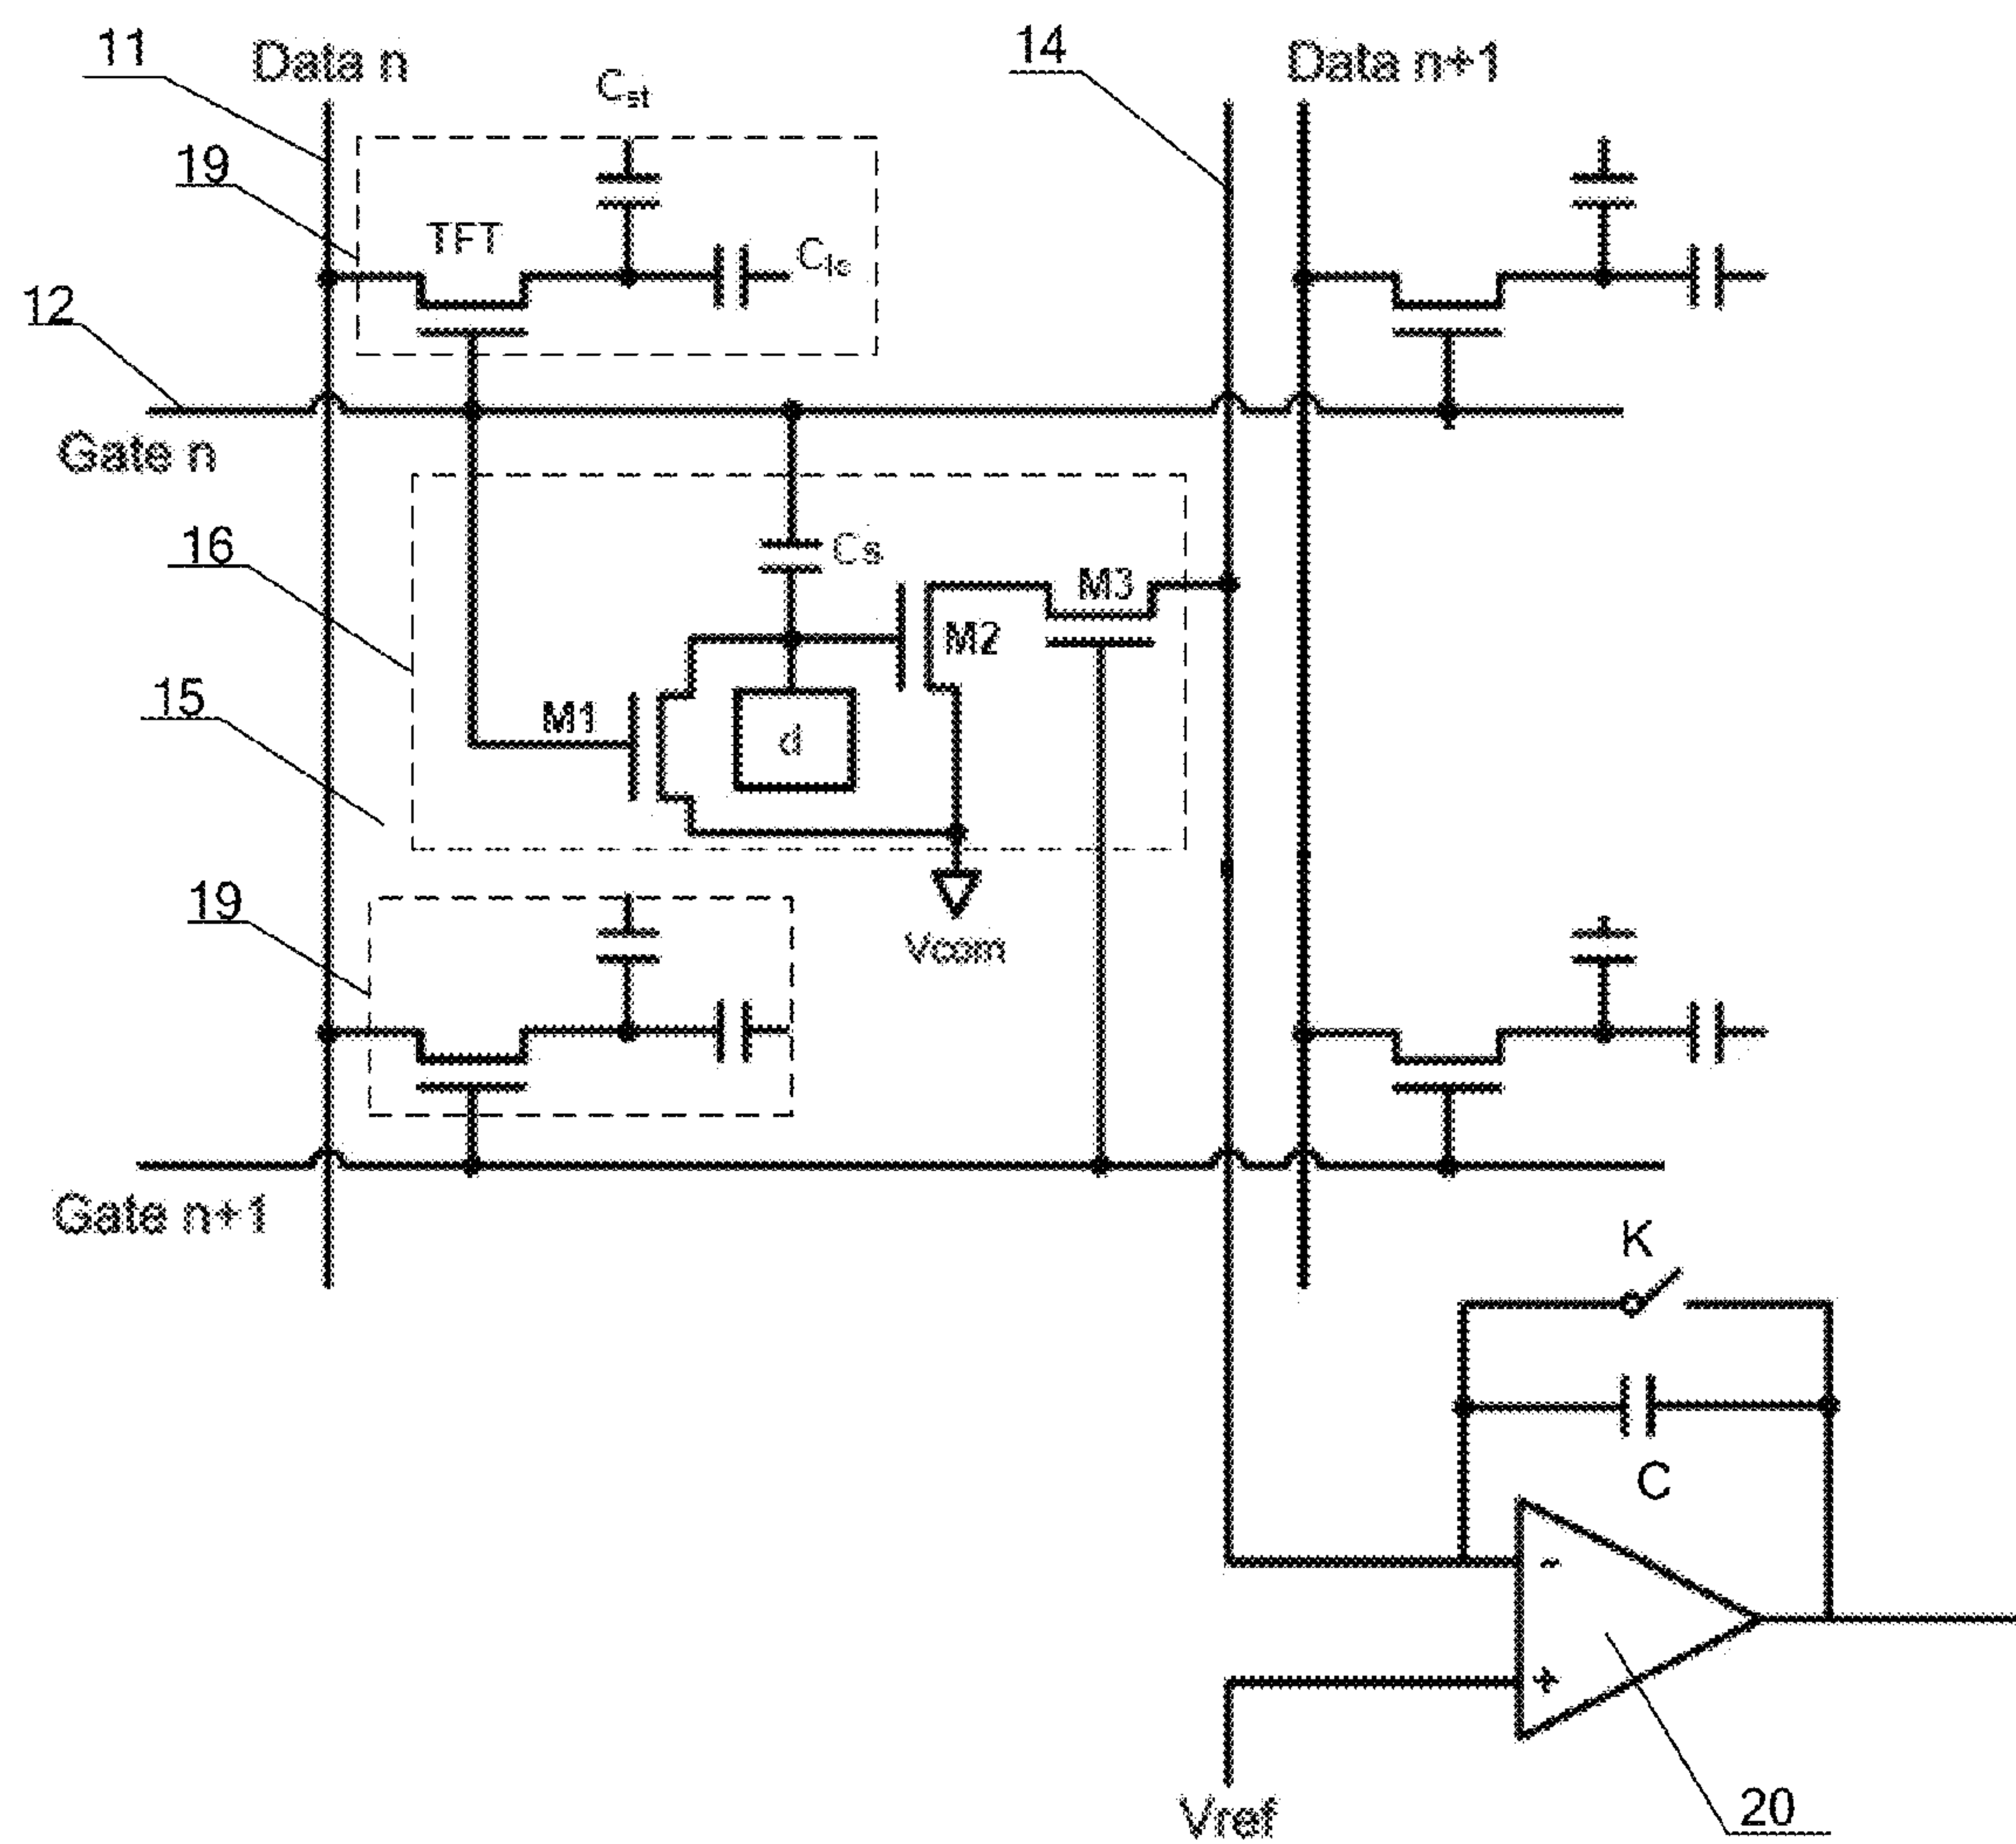 11
Data n
14
Data n+1
Cst
19
TFT
Cls
12
Gate n
16
Cs
M3
M2
15
M1
d
19
Vcom
Gate n+1
K
C
-
+
Vref
20